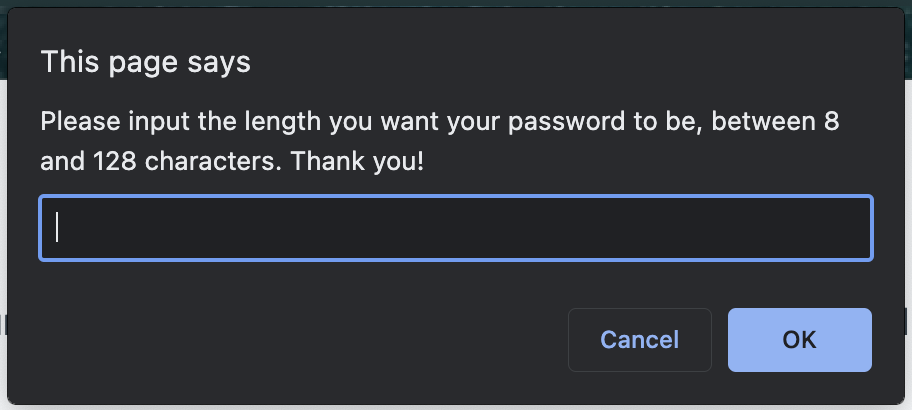 This page says
Please input the length you want your password to be, between 8
and 128 characters. Thank you!
Cancel
OK